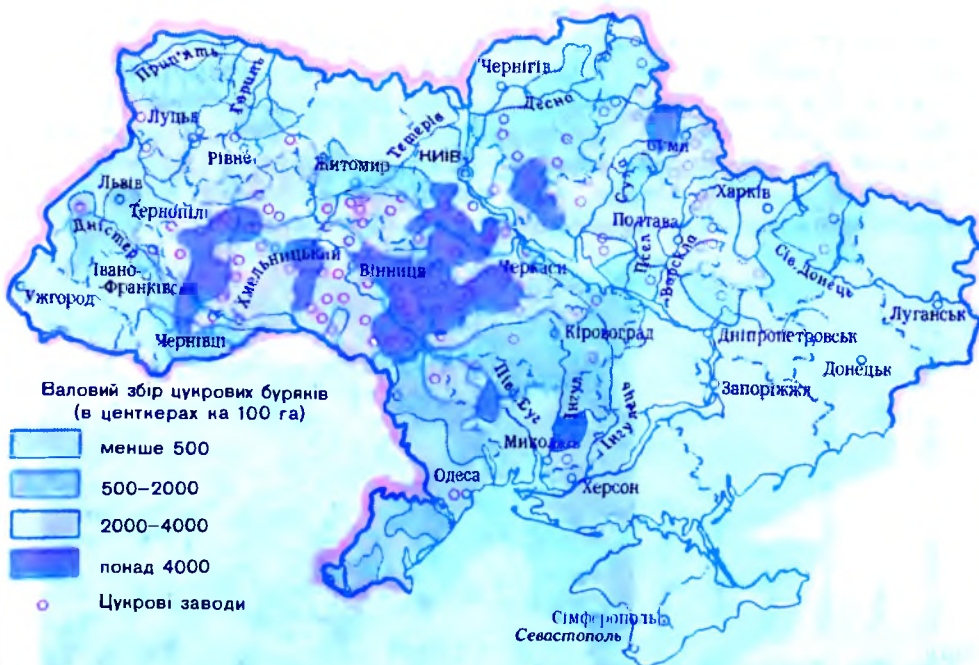 Чернігів
Прип'ять
Горинь
Десна
Луцьк
Тетерів
Рівне
КИЇВ
Житомир
Суми
Сула
Львів
Харків
Тернопіль
Полтава
Дністер
Псел
Ворскла
Сів. Донець
Хмельницький
Вінниця
Черкаси
Івано-
-Франківськ
Ужгород
Луганськ
Чернівці
Кіровоград
Дніпропетровськ
Донецьк
Запоріжжя
Півд. Буг
Інгул
Інгулець
Миколаїв
Одеса
Херсон
Сімферополь
Севастополь
Валовий збір цукрових буряків
(в центнерах на 100 га)
менше 500
500–2000
2000–4000
понад 4000
Цукрові заводи